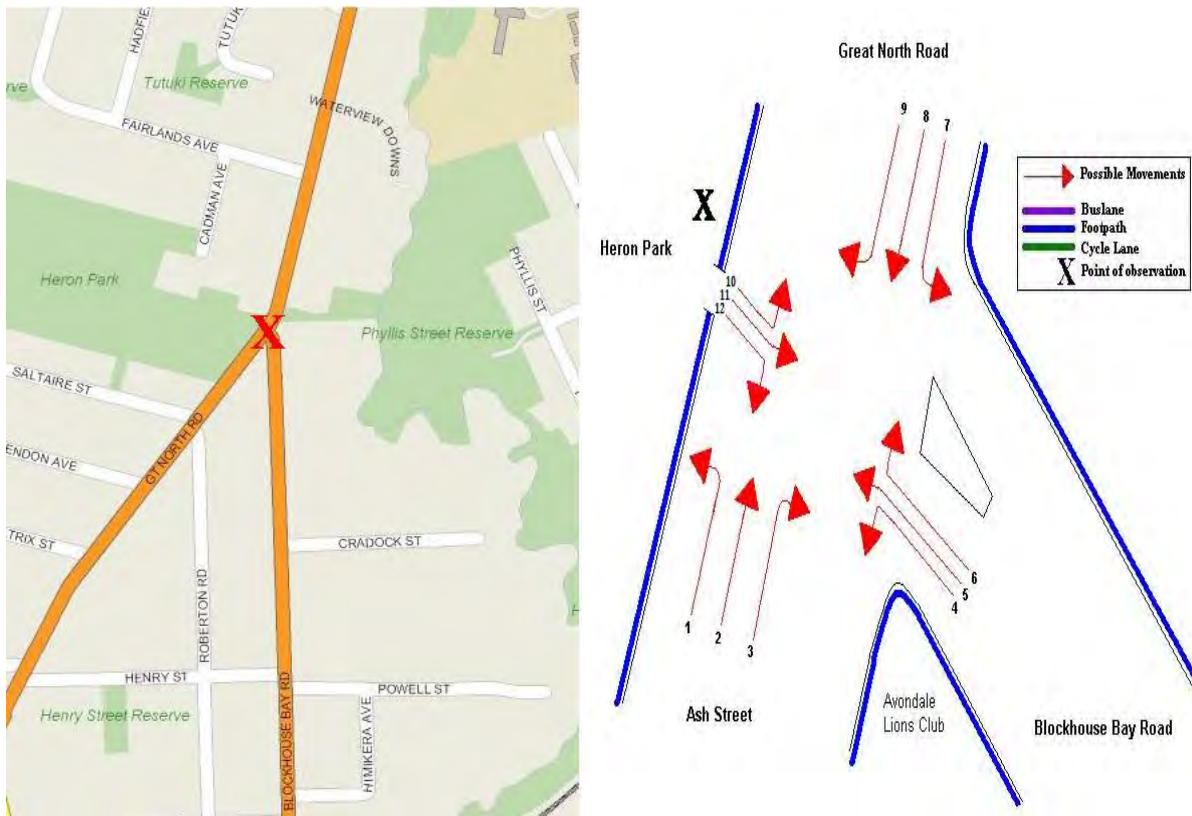 HADFIE
TUTUK
Tutuki Reserve
rve
WATERVIEW DOWNS
FAIRLANDS AVE
CADMAN AVE
Heron Park
PHYLLIS ST
Phyllis Street Reserve
X
SALTAIRE ST
ENDON AVE
GT NORTH RD
TRIX ST
CRADOCK ST
ROBERTON RD
HENRY ST
POWELL ST
Henry Street Reserve
BLOCKHOUSE BAY RD
HIMIKERA AVE
Great North Road
9
8
7
Possible Movements
Buslane
Footpath
Cycle Lane
X Point of observation
X
Heron Park
10
11
12
6
5
4
1
2
3
Ash Street
Avondale
Lions Club
Blockhouse Bay Road